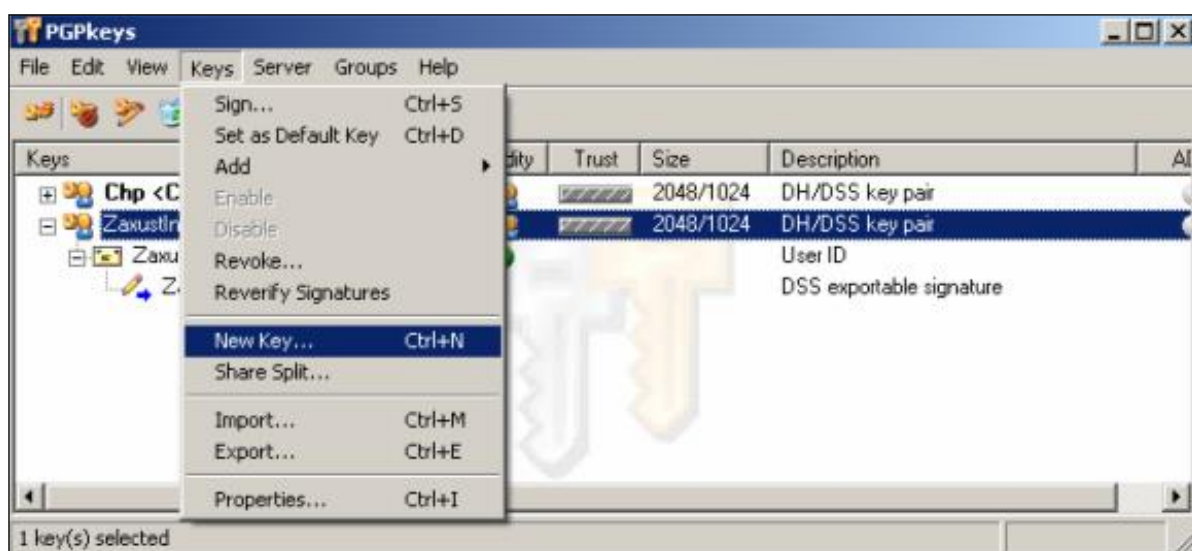 PGPkeys
File Edit View Keys Server Groups Help
Sign... Ctrl+S
Set as Default Key Ctrl+D
Add
Enable
Disable
Revoke...
Reverify Signatures
New Key... Ctrl+N
Share Split...
Import... Ctrl+M
Export... Ctrl+E
Properties... Ctrl+I
Keys dity Trust Size Description
Chp <C 2048/1024 DH/DSS key pair
Zaxustin 2048/1024 DH/DSS key pair
Zaxu User ID
Z DSS exportable signature
1 key(s) selected